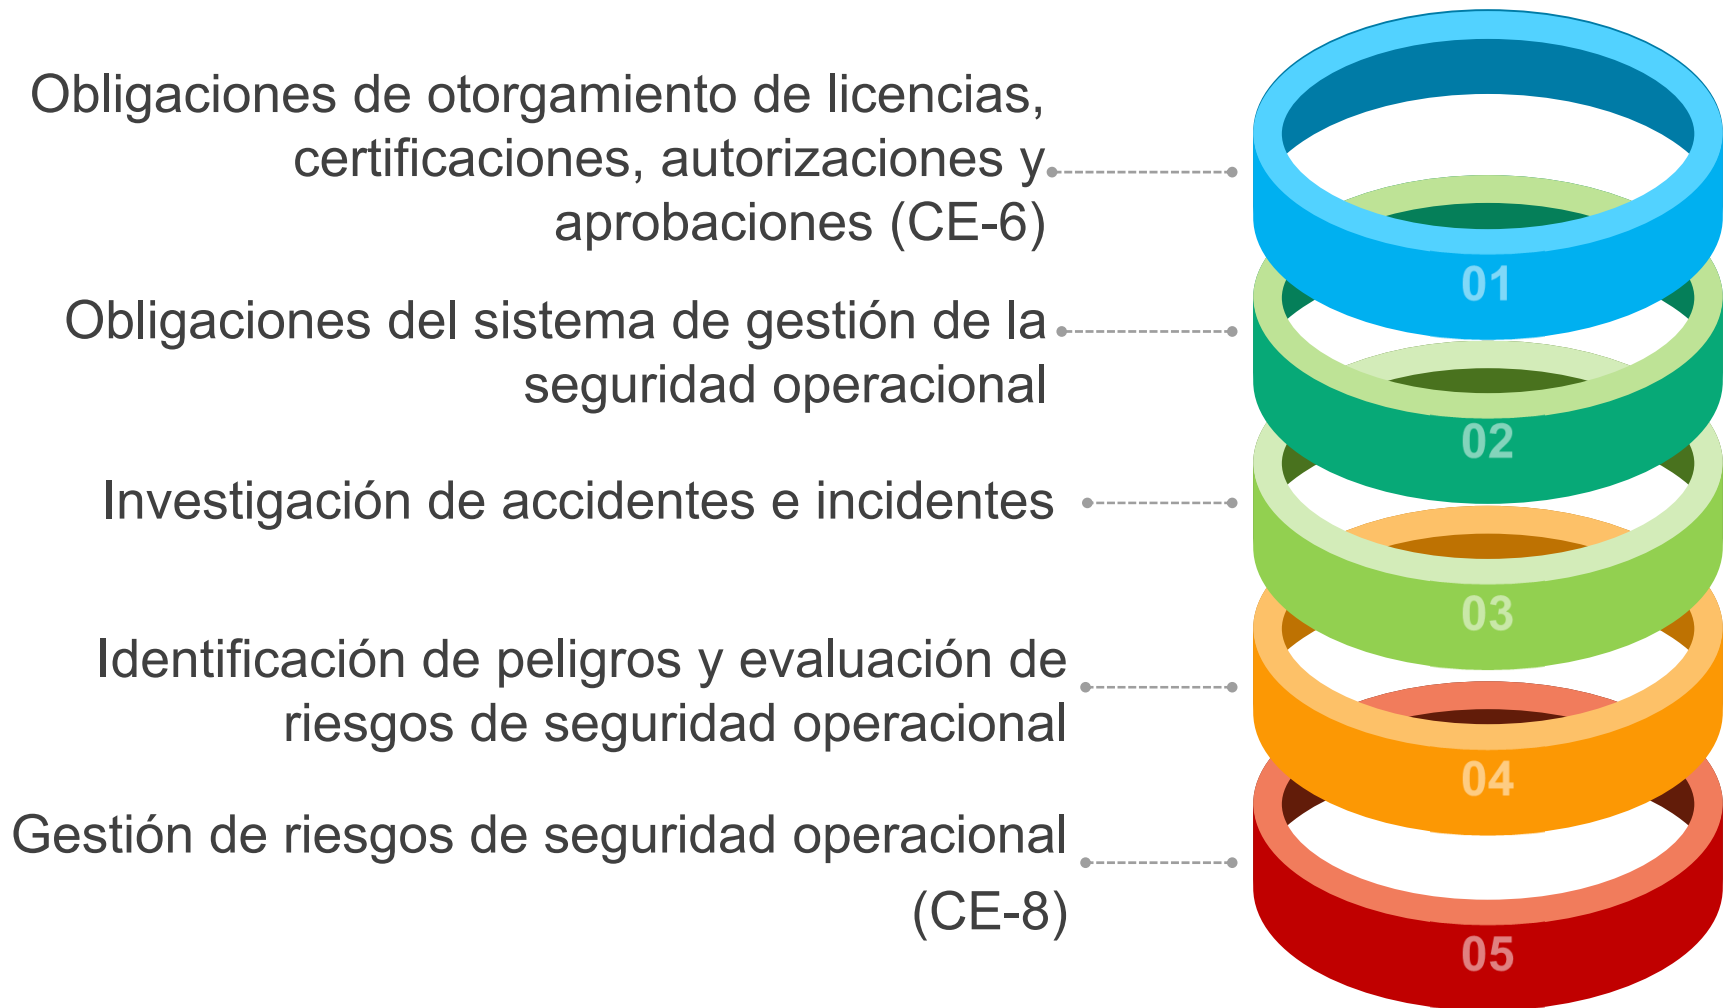 Obligaciones de otorgamiento de licencias,
certificaciones, autorizaciones y
aprobaciones (CE-6)
01
Obligaciones del sistema de gestión de la
seguridad operacional
02
Investigación de accidentes e incidentes
03
Identificación de peligros y evaluación de
riesgos de seguridad operacional
04
Gestión de riesgos de seguridad operacional
(CE-8)
05